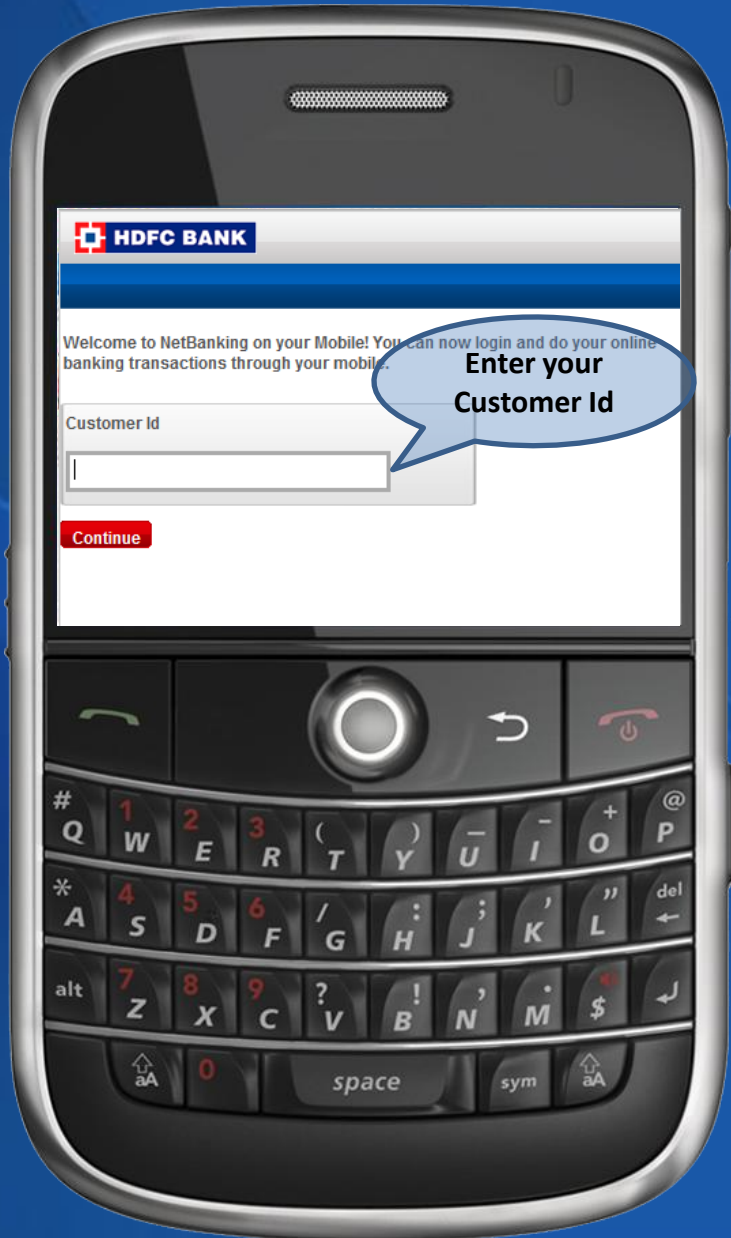 HDFC BANK
Welcome to NetBanking on your Mobile! You can now login and do your online
banking transactions through your mobile.
Enter your
Customer Id
Customer Id
Continue
# 1 2 3 ( ) _ - + @
Q W E R T Y U I O P
* 4 5 6 / : ; ' " del
A S D F G H J K L
alt 7 8 9 ? ! , .
Z X C V B N M $
aA 0 space sym aA